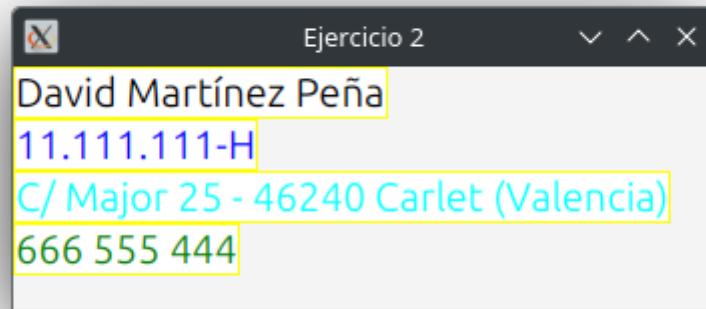 Ejercicio 2
David Martínez Peña
11.111.111-H
C/ Major 25 - 46240 Carlet (Valencia)
666 555 444